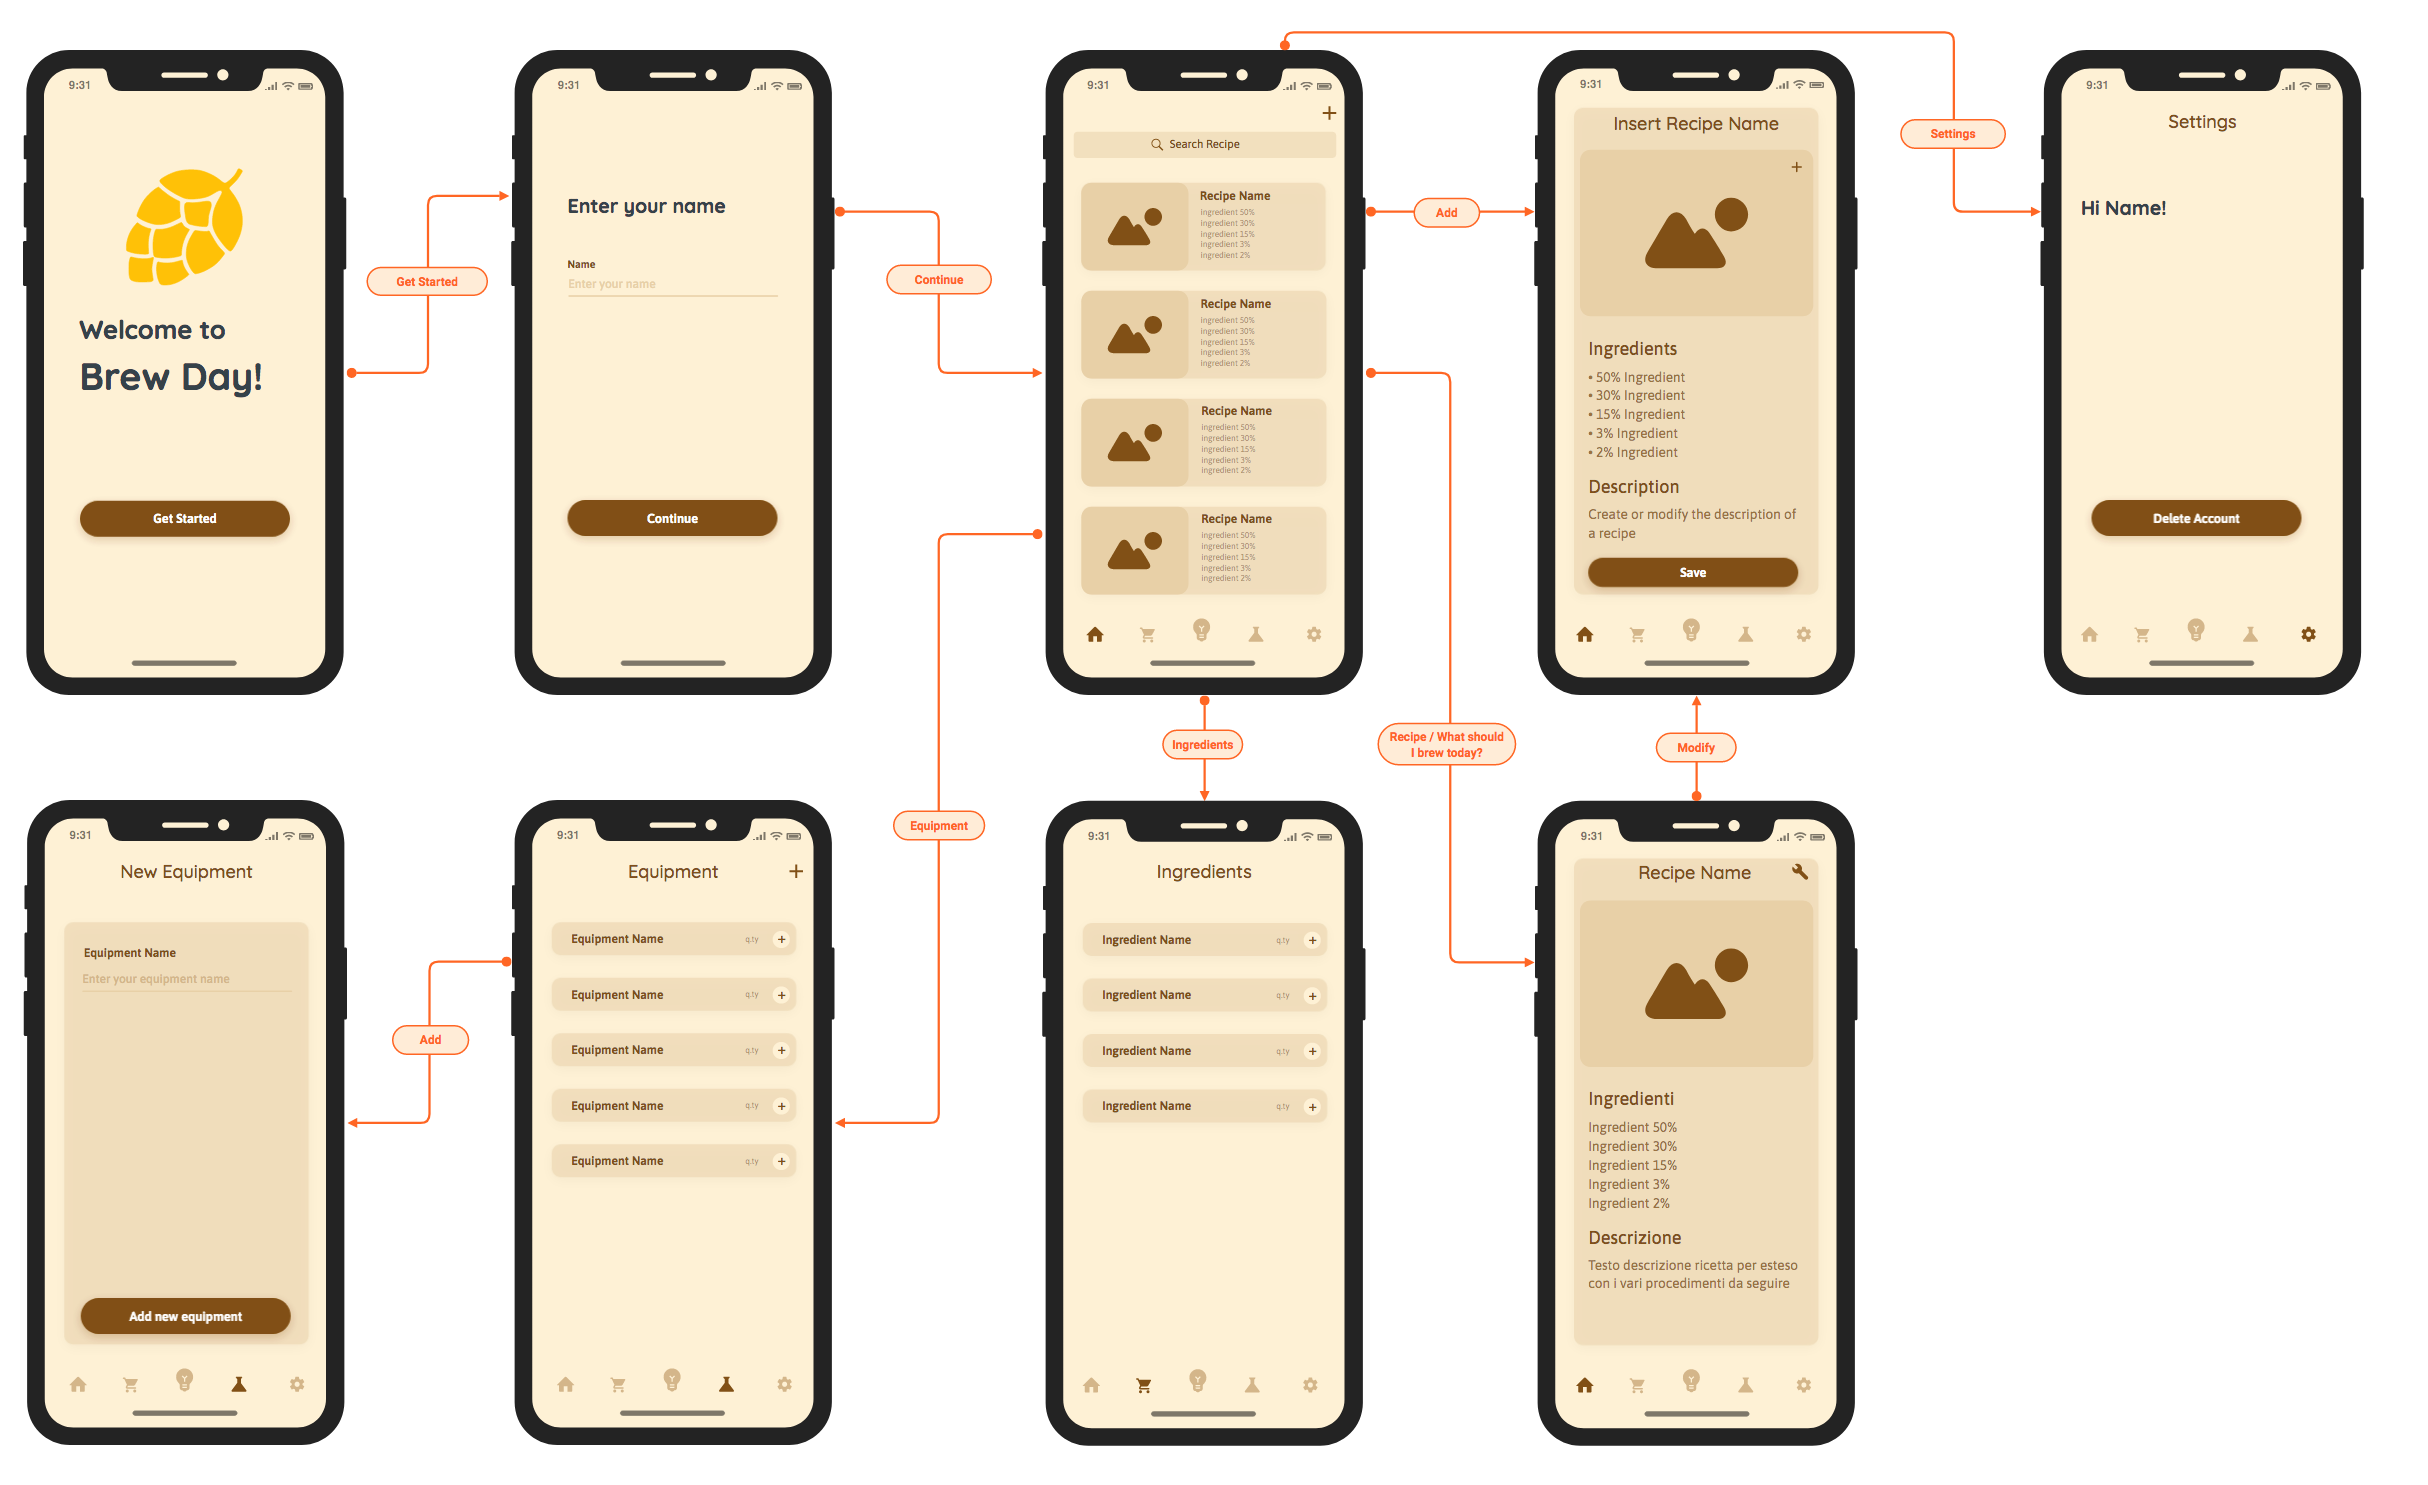 9:31
Welcome to
Brew Day!
Get Started
Get Started
9:31
Enter your name
Name
Enter your name
Continue
Continue
9:31
+
Search Recipe
Recipe Name
Ingredient 50%
Ingredient 30%
Ingredient 15%
Ingredient 3%
Ingredient 2%
Recipe Name
Ingredient 50%
Ingredient 30%
Ingredient 15%
Ingredient 3%
Ingredient 2%
Recipe Name
Ingredient 50%
Ingredient 30%
Ingredient 15%
Ingredient 3%
Ingredient 2%
Recipe Name
Ingredient 50%
Ingredient 30%
Ingredient 15%
Ingredient 3%
Ingredient 2%
Add
9:31
Insert Recipe Name
+
Ingredients
• 50% Ingredient
• 30% Ingredient
• 15% Ingredient
• 3% Ingredient
• 2% Ingredient
Description
Create or modify the description of
a recipe
Save
Settings
9:31
Settings
Hi Name!
Delete Account
Ingredients
Recipe / What should
I brew today?
Modify
Equipment
9:31
New Equipment
Equipment Name
Enter your equipment name
Add new equipment
Add
9:31
Equipment
+
Equipment Name q.ty +
Equipment Name q.ty +
Equipment Name q.ty +
Equipment Name q.ty +
Equipment Name q.ty +
9:31
Ingredients
Ingredient Name q.ty +
Ingredient Name q.ty +
Ingredient Name q.ty +
Ingredient Name q.ty +
9:31
Recipe Name
Ingredienti
Ingredient 50%
Ingredient 30%
Ingredient 15%
Ingredient 3%
Ingredient 2%
Descrizione
Testo descrizione ricetta per esteso
con i vari procedimenti da seguire